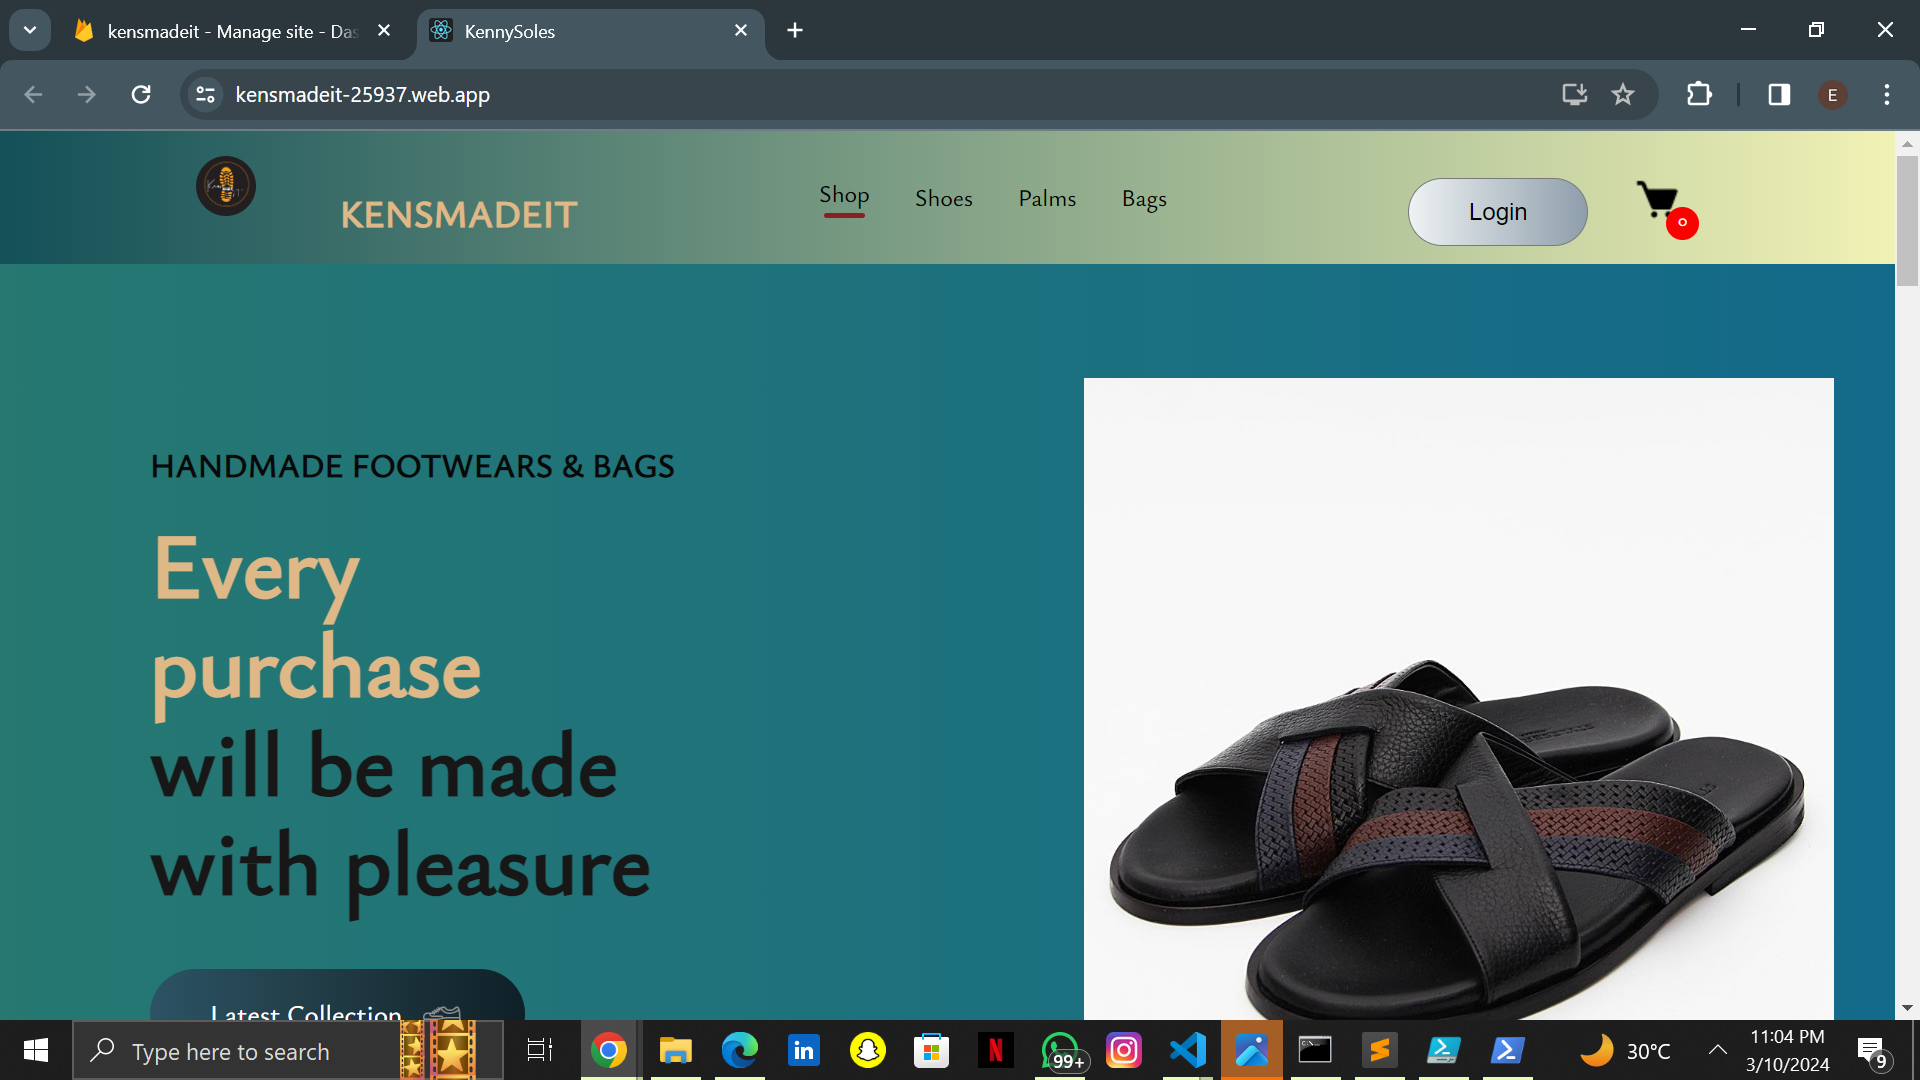 kensmadeit - Manage site - Das
KennySoles
kensmadeit-25937.web.app
E
KENSMADEIT
Shop
Shoes
Palms
Bags
Login
0
HANDMADE FOOTWEARS & BAGS
Every
purchase
will be made
with pleasure
Latest Collection
Type here to search
99+
30°C
11:04 PM
3/10/2024
9